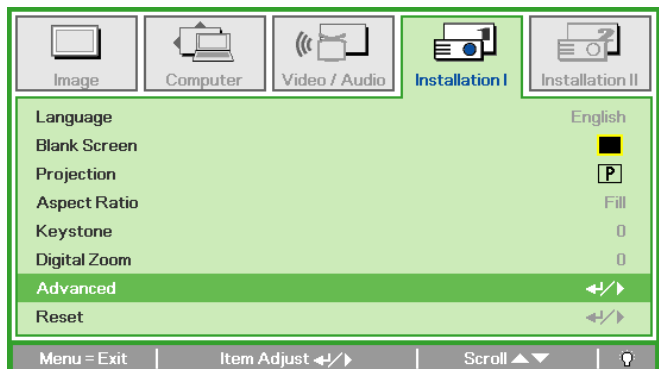 Image Computer Video / Audio Installation I Installation II
Language English
Blank Screen
Projection P
Aspect Ratio Fill
Keystone 0
Digital Zoom 0
Advanced
Reset
Menu = Exit Item Adjust Scroll